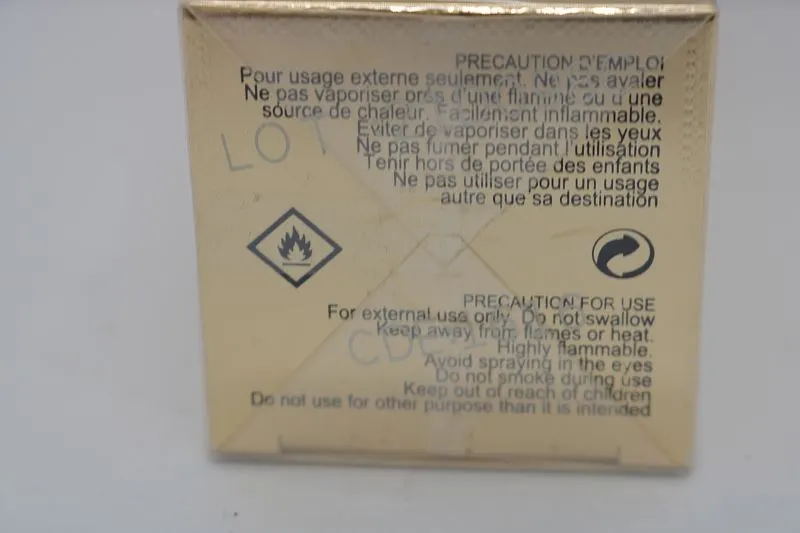 PRECAUTION D'EMPLOI
Pour usage externe seulement. Ne pas avaler
Ne pas vaporiser près d'une flamme ou d'une
source de chaleur. Facilement inflammable.
Eviter de vaporiser dans les yeux
Ne pas fumer pendant l'utilisation
Tenir hors de portée des enfants
Ne pas utiliser pour un usage
autre que sa destination
LOT
PRECAUTION FOR USE
For external use only. Do not swallow
Keep away from flames or heat.
Highly flammable.
Avoid spraying in the eyes
Do not smoke during use
Keep out of reach of children
Do not use for other purpose than it is intended